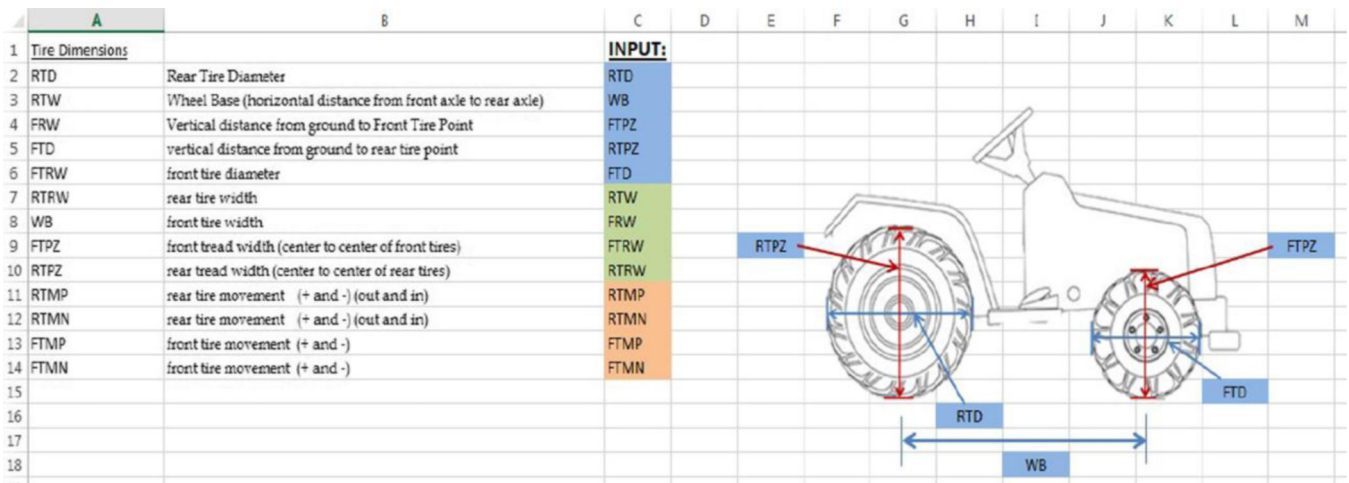 A B C D E F G H I J K L M
1 Tire Dimensions INPUT:
2 RTD Rear Tire Diameter RTD
3 RTW Wheel Base (horizontal distance from front axle to rear axle) WB
4 FRW Vertical distance from ground to Front Tire Point FTPZ
5 FTD vertical distance from ground to rear tire point RTPZ
6 FTRW front tire diameter FTD
7 RTRW rear tire width RTW
8 WB front tire width FRW
9 FTPZ front tread width (center to center of front tires) FTRW RTPZ FTPZ
10 RTPZ rear tread width (center to center of rear tires) RTRW
11 RTMP rear tire movement (+ and -) (out and in) RTMP
12 RTMN rear tire movement (+ and -) (out and in) RTMN
13 FTMP front tire movement (+ and -) FTMP
14 FTMN front tire movement (+ and -) FTMN
15 FTD
16 RTD
17
18 WB